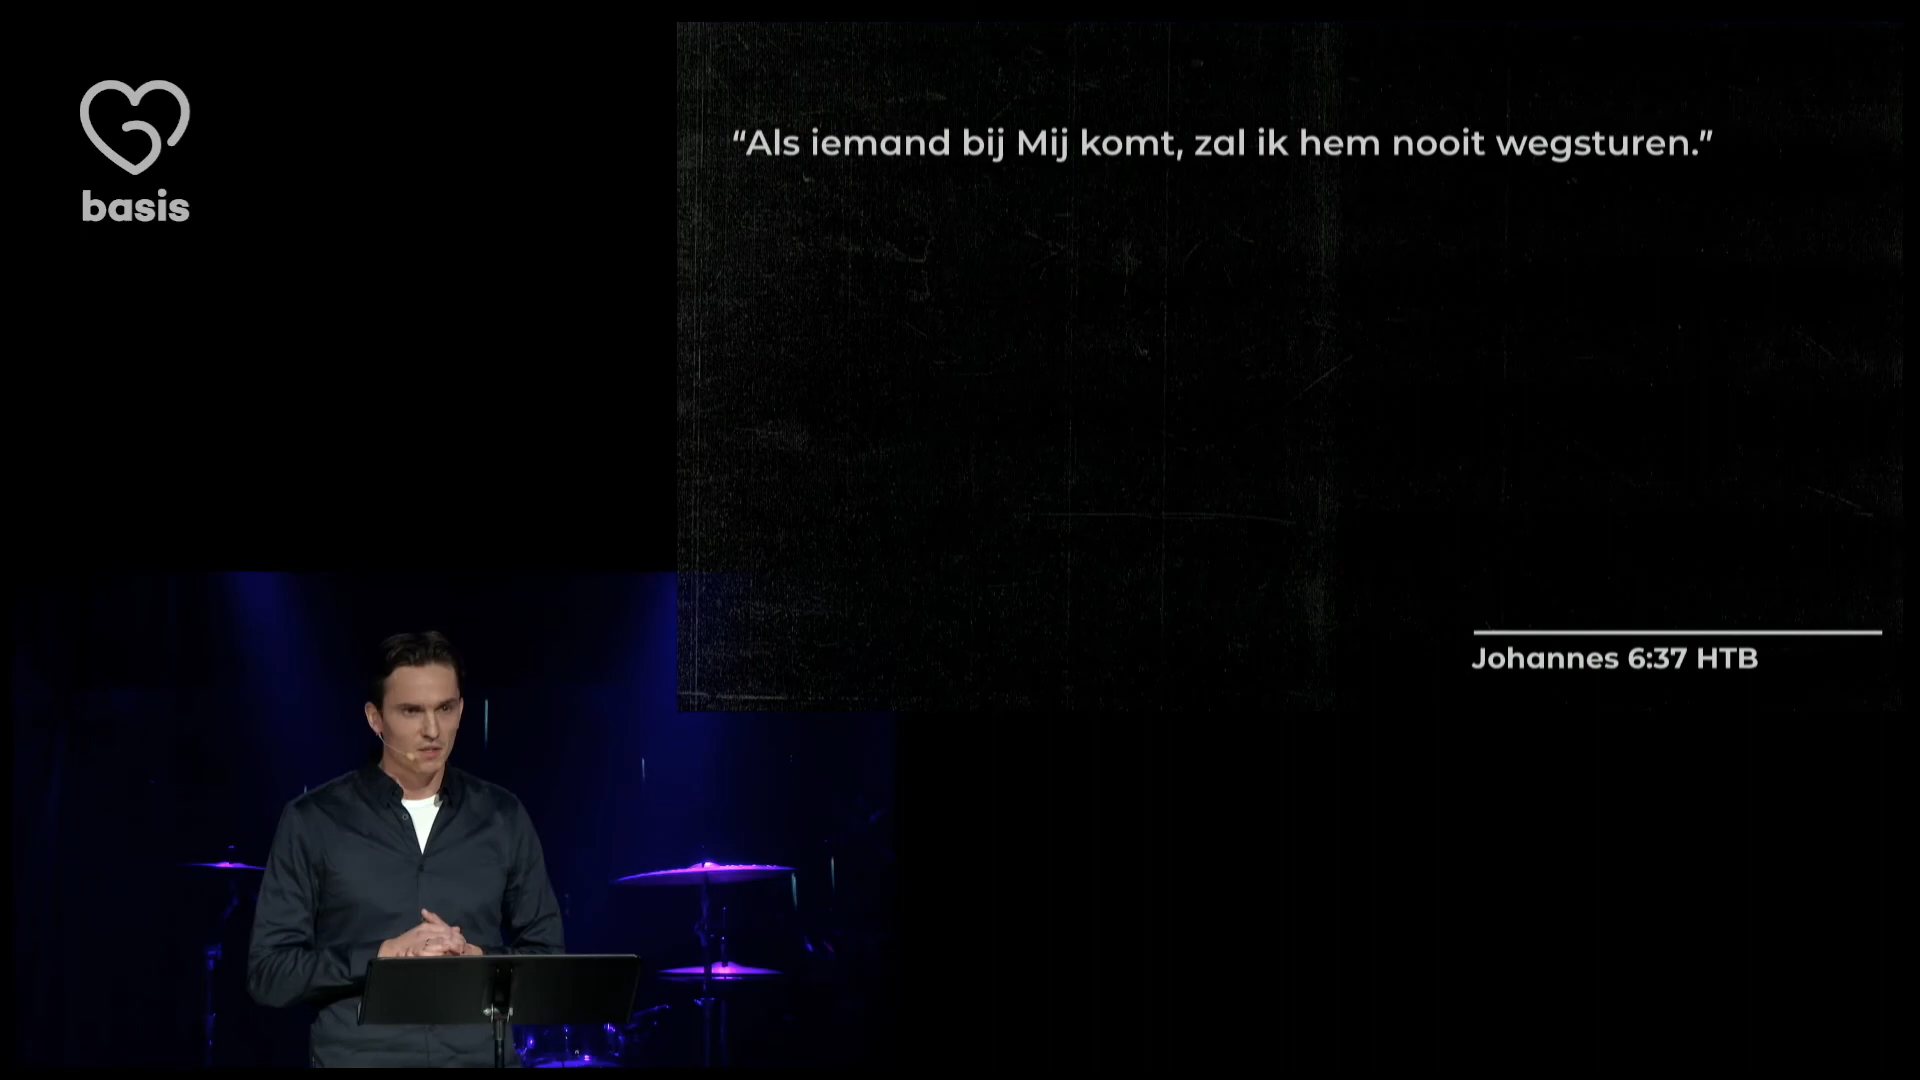 basis
“Als iemand bij Mij komt, zal ik hem nooit wegsturen.”
Johannes 6:37 HTB